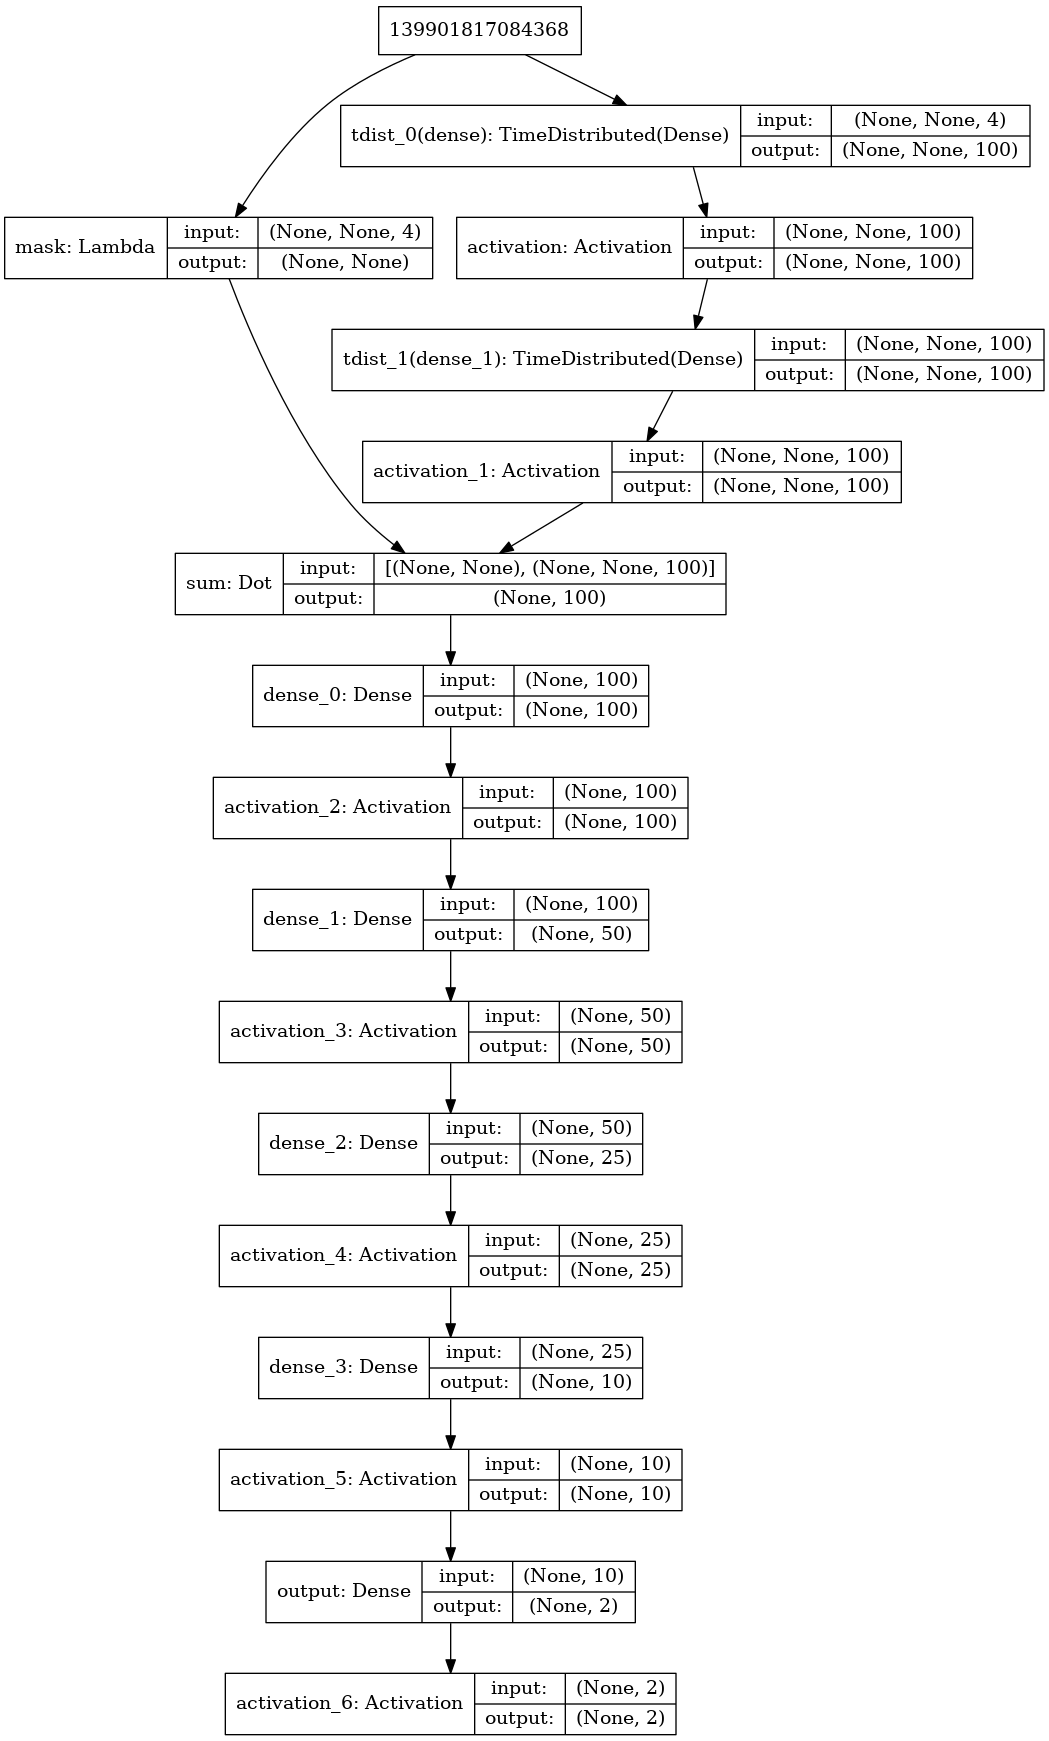 139901817084368
tdist_0(dense): TimeDistributed(Dense)
input:
(None, None, 4)
output:
(None, None, 100)
mask: Lambda
input:
(None, None, 4)
output:
(None, None)
activation: Activation
input:
(None, None, 100)
output:
(None, None, 100)
tdist_1(dense_1): TimeDistributed(Dense)
input:
(None, None, 100)
output:
(None, None, 100)
activation_1: Activation
input:
(None, None, 100)
output:
(None, None, 100)
sum: Dot
input:
[(None, None), (None, None, 100)]
output:
(None, 100)
dense_0: Dense
input:
(None, 100)
output:
(None, 100)
activation_2: Activation
input:
(None, 100)
output:
(None, 100)
dense_1: Dense
input:
(None, 100)
output:
(None, 50)
activation_3: Activation
input:
(None, 50)
output:
(None, 50)
dense_2: Dense
input:
(None, 50)
output:
(None, 25)
activation_4: Activation
input:
(None, 25)
output:
(None, 25)
dense_3: Dense
input:
(None, 25)
output:
(None, 10)
activation_5: Activation
input:
(None, 10)
output:
(None, 10)
output: Dense
input:
(None, 10)
output:
(None, 2)
activation_6: Activation
input:
(None, 2)
output:
(None, 2)